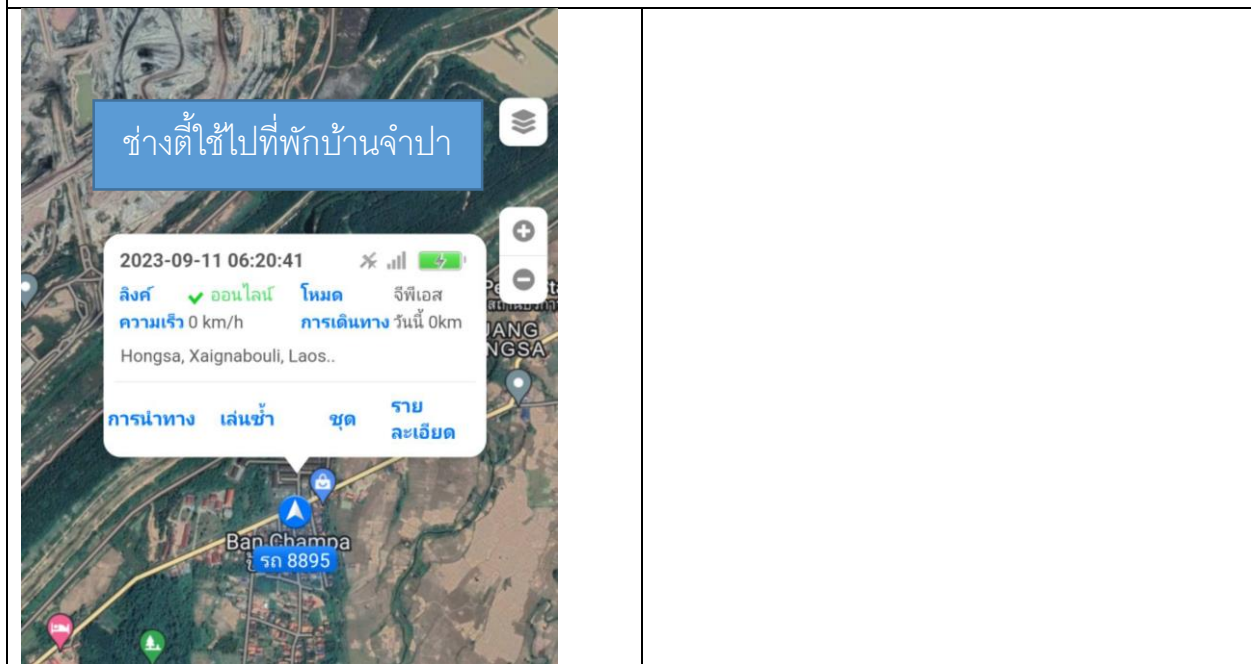 ช่างตี้ใช้ไปที่พักบ้านจำปา
2023-09-11 06:20:41
ลิงค์ ออนไลน์ โหมด จีพีเอส
ความเร็ว 0 km/h การเดินทาง วันนี้ 0km
Hongsa, Xaignabouli, Laos..
การนำทาง เล่นซ้ำ ชุด ราย
ละเอียด
Ban Champa
รถ 8895